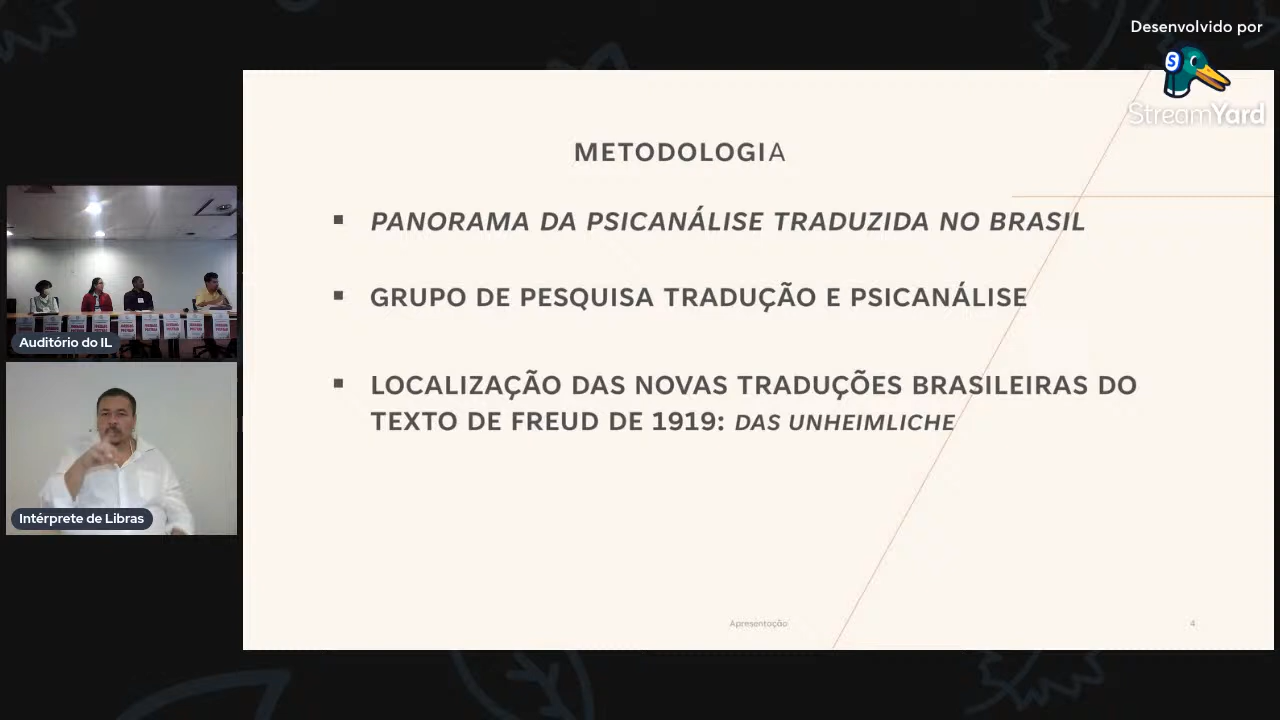 Desenvolvido por
StreamYard
METODOLOGIA
▪ PANORAMA DA PSICANÁLISE TRADUZIDA NO BRASIL
▪ GRUPO DE PESQUISA TRADUÇÃO E PSICANÁLISE
▪ LOCALIZAÇÃO DAS NOVAS TRADUÇÕES BRASILEIRAS DO
TEXTO DE FREUD DE 1919: DAS UNHEIMLICHE
Apresentação
4
Auditório do IL
Intérprete de Libras